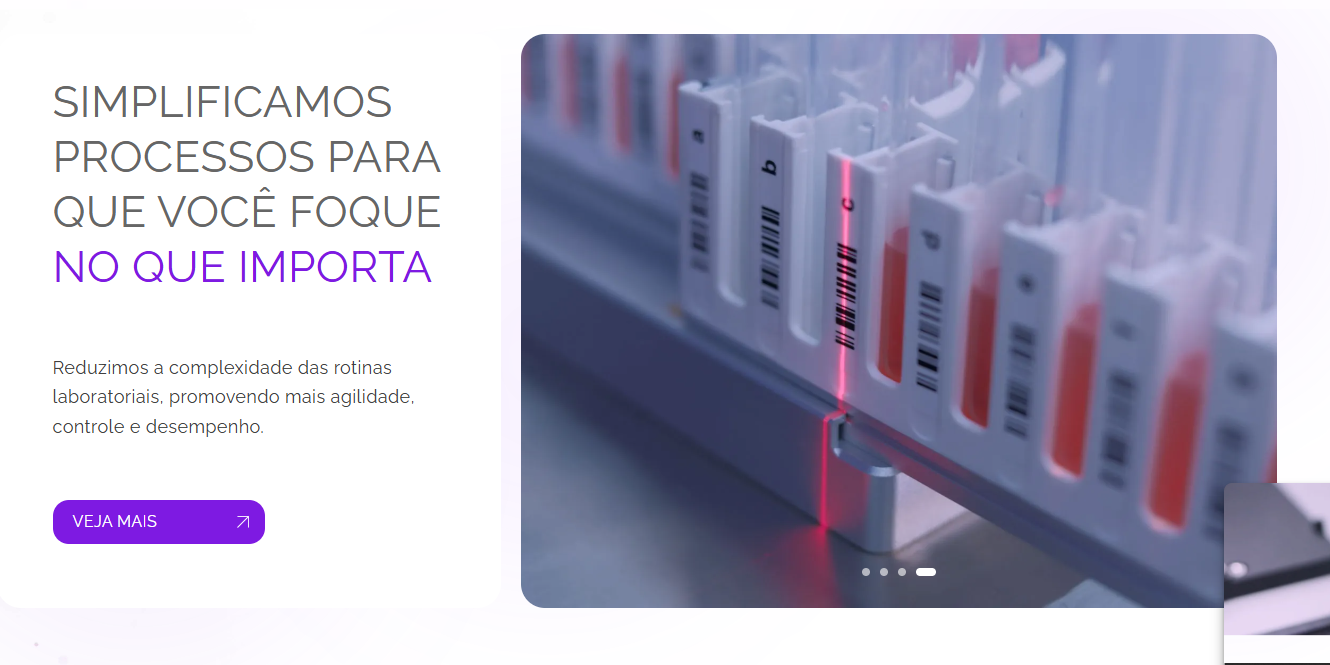 SIMPLIFICAMOS
PROCESSOS PARA
QUE VOCÊ FOQUE
NO QUE IMPORTA
Reduzimos a complexidade das rotinas
laboratoriais, promovendo mais agilidade,
controle e desempenho.
VEJA MAIS
a
b
c
d